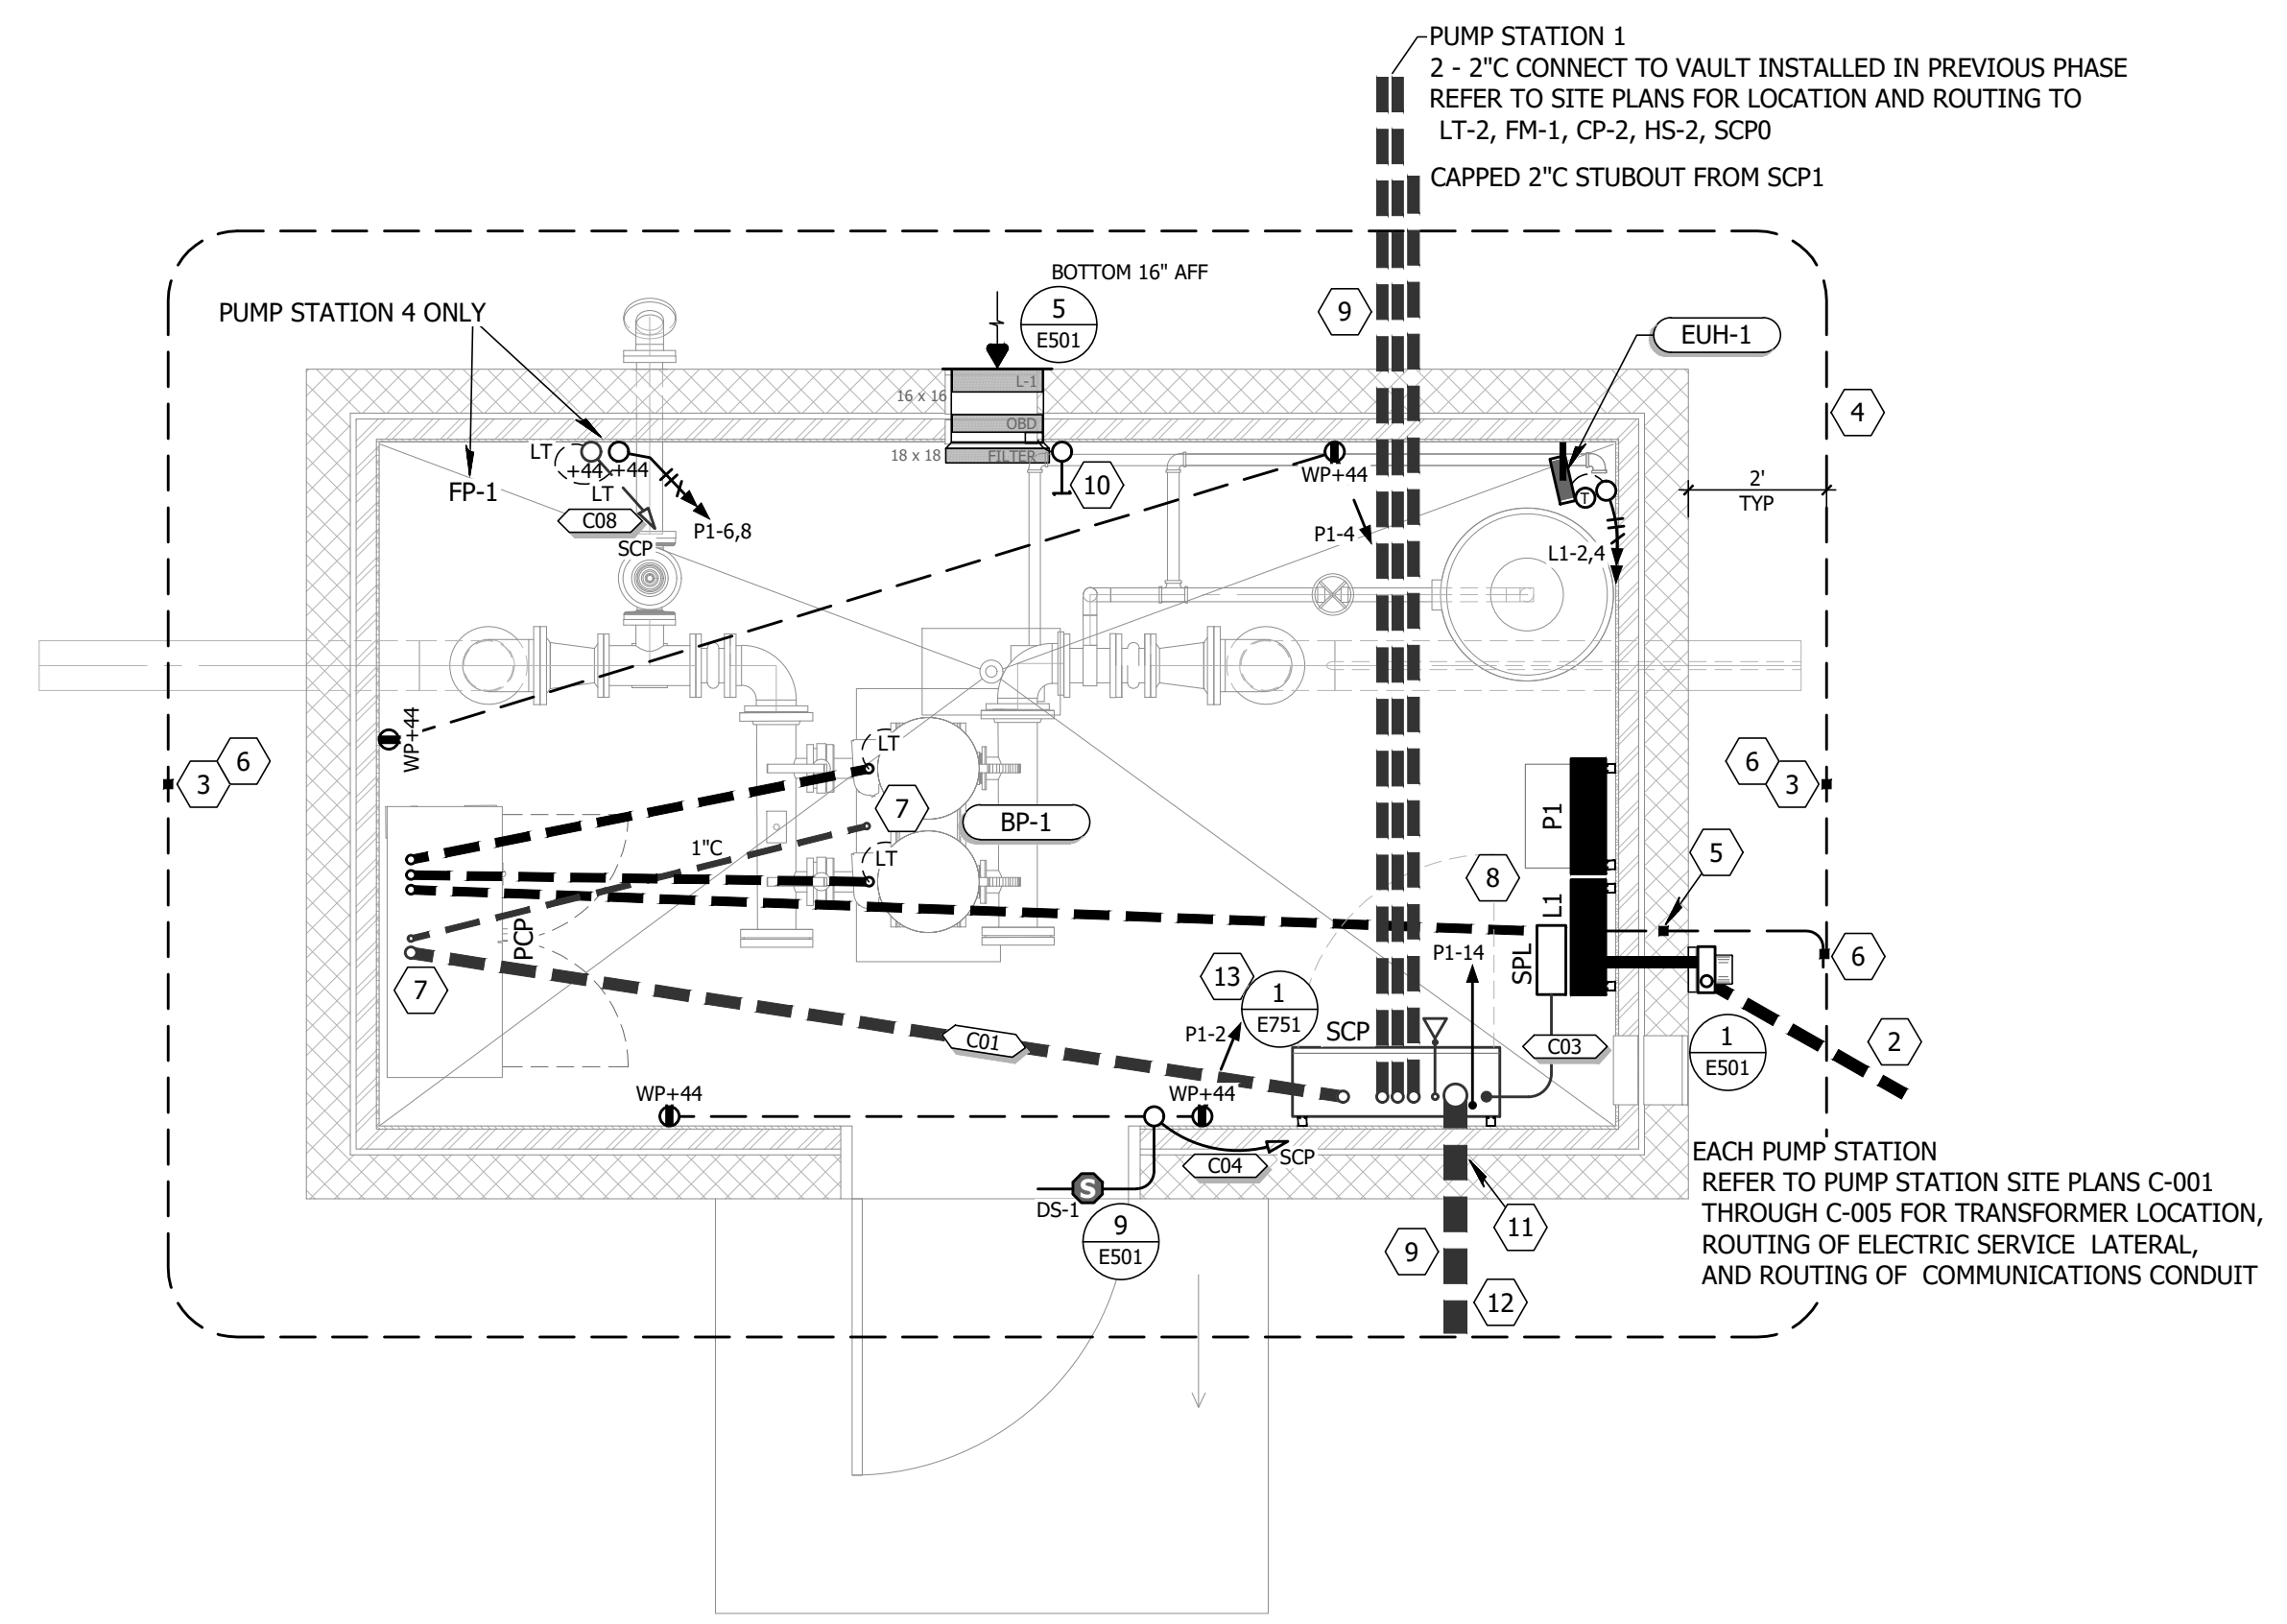 PUMP STATION 1
2 - 2"C CONNECT TO VAULT INSTALLED IN PREVIOUS PHASE
REFER TO SITE PLANS FOR LOCATION AND ROUTING TO
LT-2, FM-1, CP-2, HS-2, SCP0
CAPPED 2"C STUBOUT FROM SCP1
BOTTOM 16" AFF
5
E501
9
PUMP STATION 4 ONLY
EUH-1
L-1
16 x 16
OBD
18 x 18
FILTER
4
LT
+44
+44
LT
FP-1
C08
SCP
P1-6,8
10
WP+44
P1-4
T
L1-2,4
2'
TYP
WP+44
3
6
LT
7
BP-1
1"C
LT
PCP
7
C01
P1
L1
SPL
8
6
3
5
6
P1-14
13
1
E751
SCP
P1-2
C03
1
E501
2
WP+44
WP+44
C04
SCP
S
DS-1
9
E501
9
11
12
EACH PUMP STATION
REFER TO PUMP STATION SITE PLANS C-001
THROUGH C-005 FOR TRANSFORMER LOCATION,
ROUTING OF ELECTRIC SERVICE LATERAL,
AND ROUTING OF COMMUNICATIONS CONDUIT